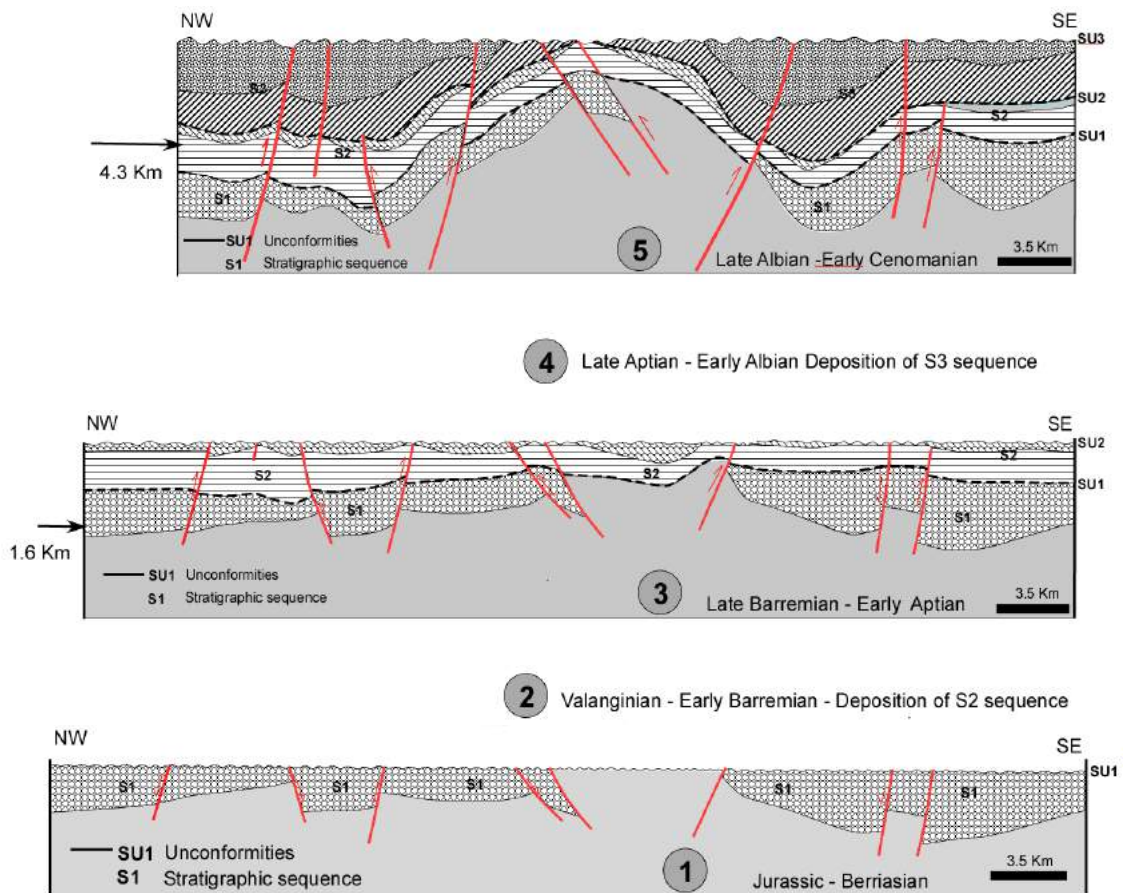 NW SE
SU3
S3 S3
SU2
S2
S2
SU1
4.3 Km
S1 S1
SU1 Unconformities
S1 Stratigraphic sequence
5
Late Albian -Early Cenomanian
3.5 Km
4 Late Aptian - Early Albian Deposition of S3 sequence
NW SE
SU2
S2 S2
SU1
S1 S1
1.6 Km
SU1 Unconformities
S1 Stratigraphic sequence
3
Late Barremian - Early Aptian
3.5 Km
2 Valanginian - Early Barremian - Deposition of S2 sequence
NW SE
SU1
S1 S1 S1 S1 S1
SU1 Unconformities
S1 Stratigraphic sequence
1
Jurassic - Berriasian
3.5 Km